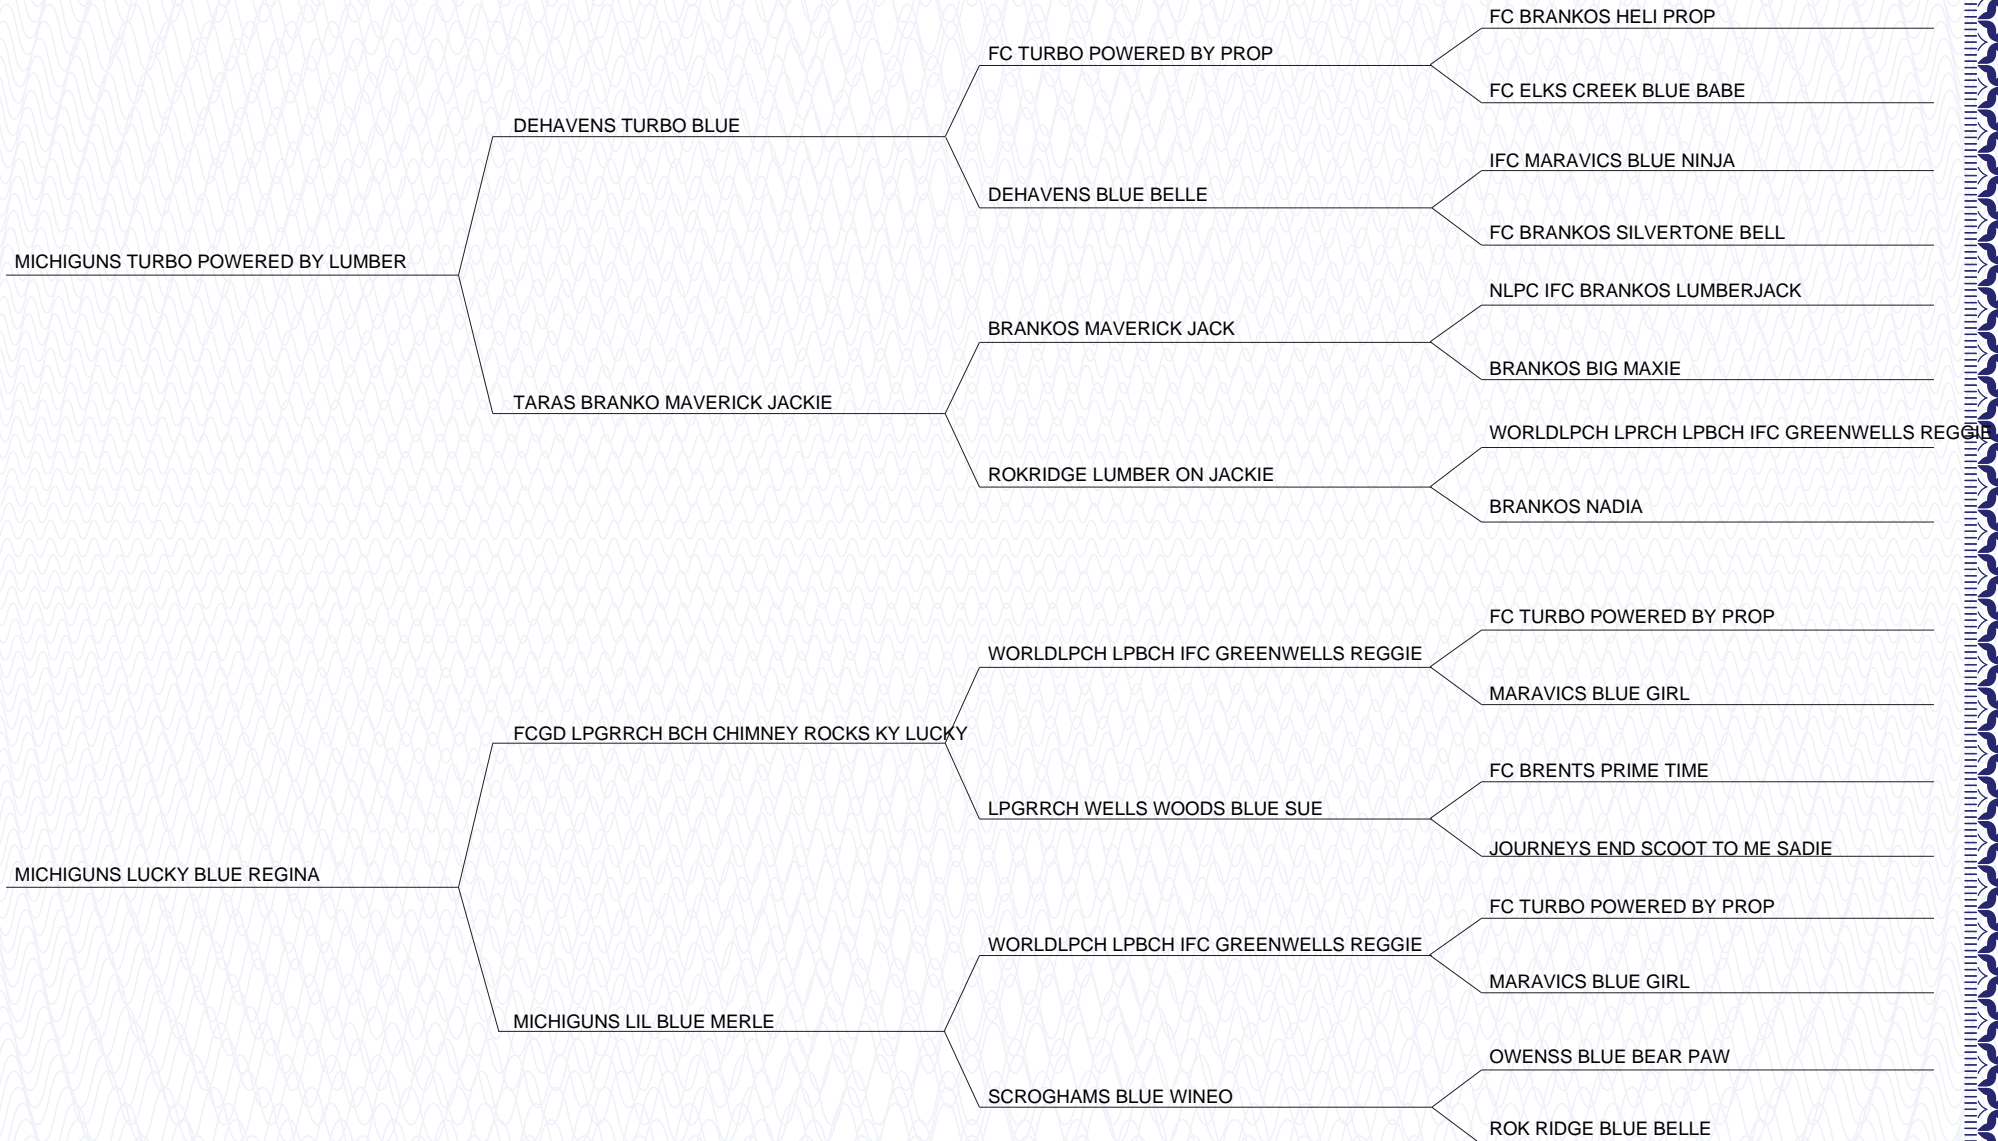 FC BRANKOS HELI PROP
FC TURBO POWERED BY PROP
FC ELKS CREEK BLUE BABE
DEHAVENS TURBO BLUE
IFC MARAVICS BLUE NINJA
DEHAVENS BLUE BELLE
FC BRANKOS SILVERTONE BELL
MICHIGUNS TURBO POWERED BY LUMBER
NLPC IFC BRANKOS LUMBERJACK
BRANKOS MAVERICK JACK
BRANKOS BIG MAXIE
TARAS BRANKO MAVERICK JACKIE
WORLDLPCH LPRCH LPBCH IFC GREENWELLS REGGIE
ROKRIDGE LUMBER ON JACKIE
BRANKOS NADIA
FC TURBO POWERED BY PROP
WORLDLPCH LPBCH IFC GREENWELLS REGGIE
MARAVICS BLUE GIRL
FCGD LPGRRCH BCH CHIMNEY ROCKS KY LUCKY
FC BRENTS PRIME TIME
LPGRRCH WELLS WOODS BLUE SUE
JOURNEYS END SCOOT TO ME SADIE
MICHIGUNS LUCKY BLUE REGINA
FC TURBO POWERED BY PROP
WORLDLPCH LPBCH IFC GREENWELLS REGGIE
MARAVICS BLUE GIRL
MICHIGUNS LIL BLUE MERLE
OWENSS BLUE BEAR PAW
SCROGHAMS BLUE WINEO
ROK RIDGE BLUE BELLE